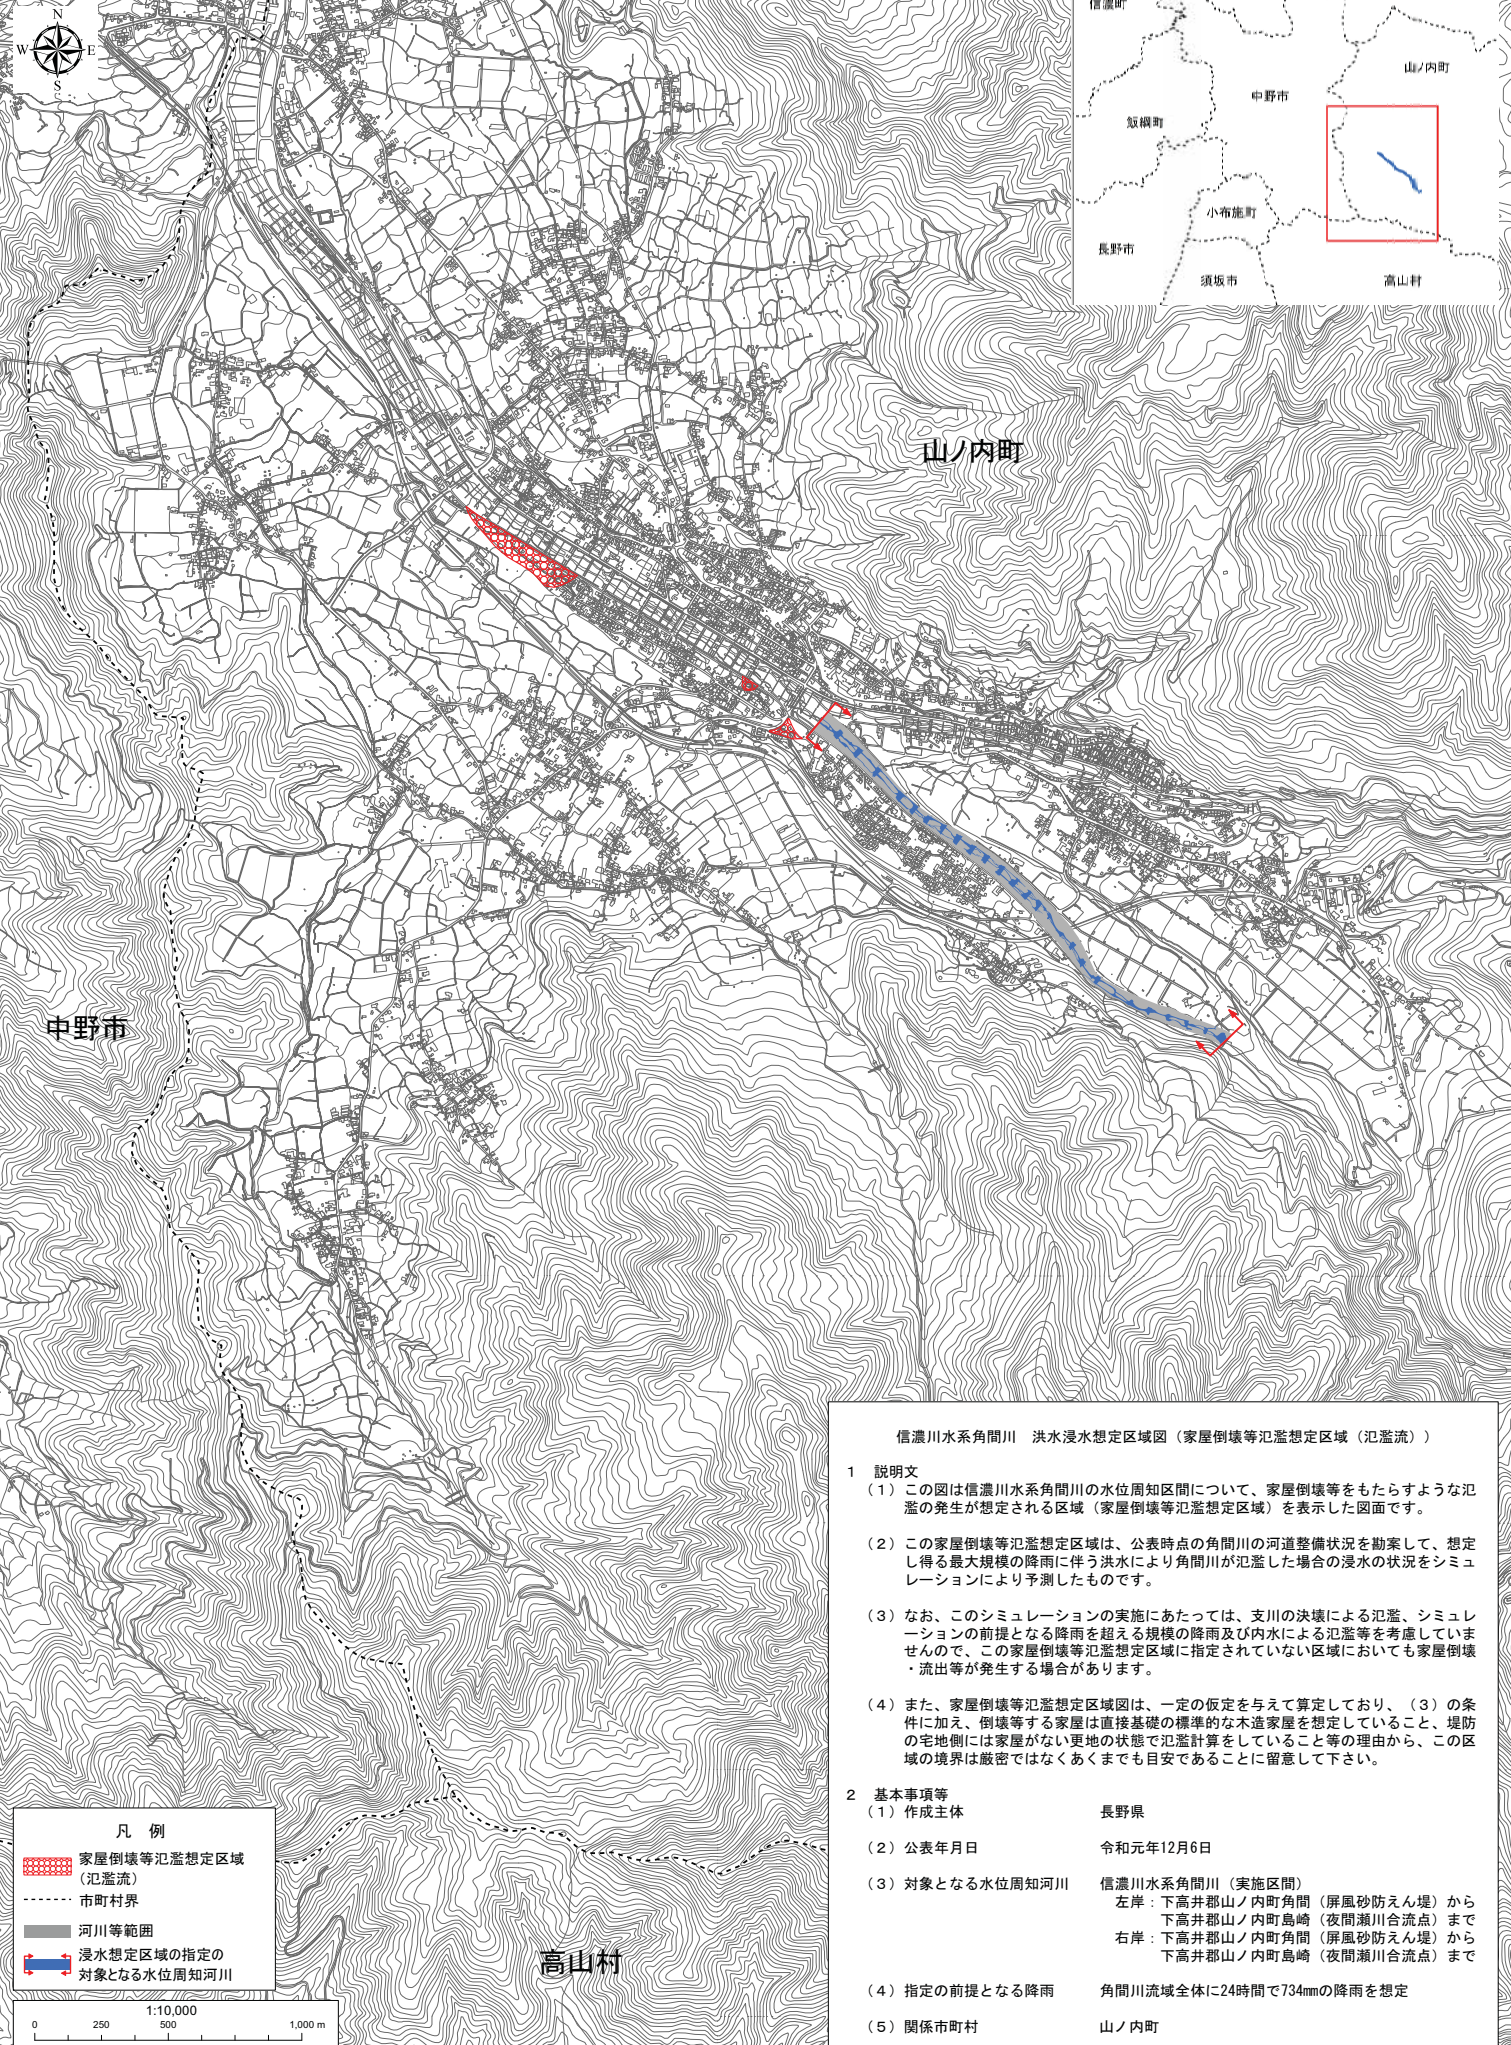 N
W E
S
信濃町
山ノ内町
中野市
飯綱町
小布施町
長野市
須坂市
高山村
山ノ内町
中野市
高山村
信濃川水系角間川 洪水浸水想定区域図（家屋倒壊等氾濫想定区域（氾濫流））
1 説明文
（1）この図は信濃川水系角間川の水位周知区間について、家屋倒壊等をもたらすような氾
濫の発生が想定される区域（家屋倒壊等氾濫想定区域）を表示した図面です。
（2）この家屋倒壊等氾濫想定区域は、公表時点の角間川の河道整備状況を勘案して、想定
し得る最大規模の降雨に伴う洪水により角間川が氾濫した場合の浸水の状況をシミュ
レーションにより予測したものです。
（3）なお、このシミュレーションの実施にあたっては、支川の決壊による氾濫、シミュレ
ーションの前提となる降雨を超える規模の降雨及び内水による氾濫等を考慮していま
せんので、この家屋倒壊等氾濫想定区域に指定されていない区域においても家屋倒壊
・流出等が発生する場合があります。
（4）また、家屋倒壊等氾濫想定区域図は、一定の仮定を与えて算定しており、（3）の条
件に加え、倒壊等する家屋は直接基礎の標準的な木造家屋を想定していること、堤防
の宅地側には家屋がない更地の状態で氾濫計算をしていること等の理由から、この区
域の境界は厳密ではなくあくまでも目安であることに留意して下さい。
2 基本事項等
（1）作成主体 長野県
（2）公表年月日 令和元年12月6日
（3）対象となる水位周知河川 信濃川水系角間川（実施区間）
左岸：下高井郡山ノ内町角間（屏風砂防えん堤）から
下高井郡山ノ内町島崎（夜間瀬川合流点）まで
右岸：下高井郡山ノ内町角間（屏風砂防えん堤）から
下高井郡山ノ内町島崎（夜間瀬川合流点）まで
（4）指定の前提となる降雨 角間川流域全体に24時間で734mmの降雨を想定
（5）関係市町村 山ノ内町
凡 例
家屋倒壊等氾濫想定区域
（氾濫流）
市町村界
河川等範囲
浸水想定区域の指定の
対象となる水位周知河川
1:10,000
0 250 500 1,000 m